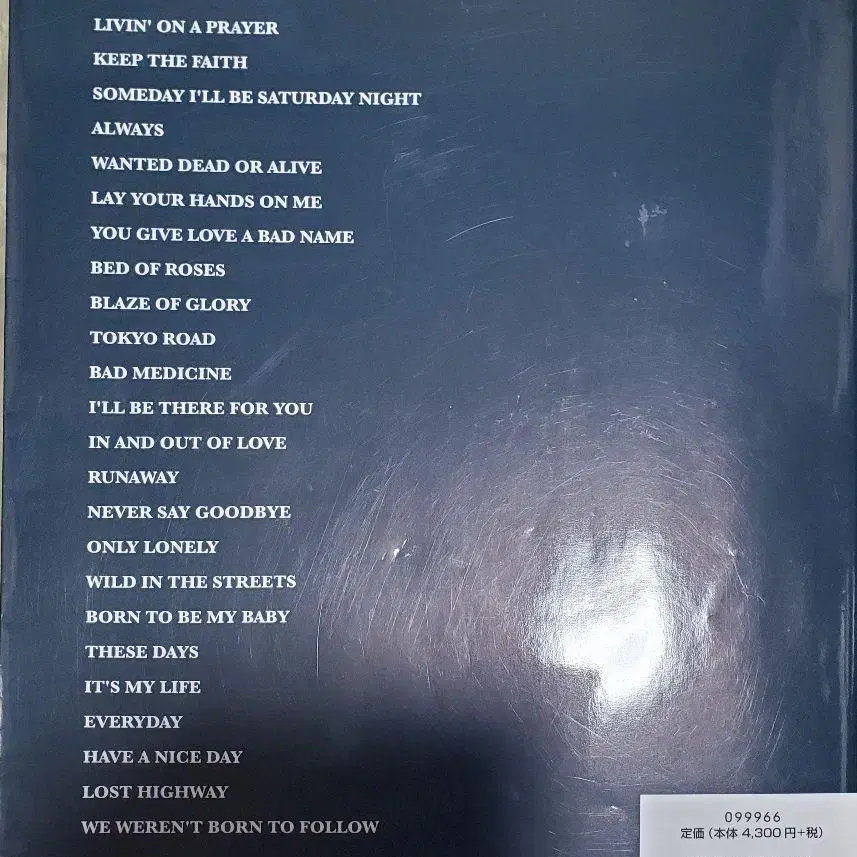 LIVIN' ON A PRAYER
KEEP THE FAITH
SOMEDAY I'LL BE SATURDAY NIGHT
ALWAYS
WANTED DEAD OR ALIVE
LAY YOUR HANDS ON ME
YOU GIVE LOVE A BAD NAME
BED OF ROSES
BLAZE OF GLORY
TOKYO ROAD
BAD MEDICINE
I'LL BE THERE FOR YOU
IN AND OUT OF LOVE
RUNAWAY
NEVER SAY GOODBYE
ONLY LONELY
WILD IN THE STREETS
BORN TO BE MY BABY
THESE DAYS
IT'S MY LIFE
EVERYDAY
HAVE A NICE DAY
LOST HIGHWAY
WE WEREN'T BORN TO FOLLOW
099966
定価(本体 4,300円+税)